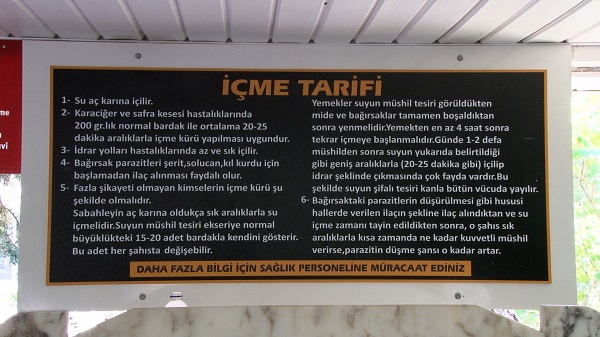 İÇME TARİFİ
1- Su aç karına içilir.
2- Karaciğer ve safra kesesi hastalıklarında
200 gr.lık normal bardak ile ortalama 20-25
dakika aralıklarla içme kürü yapılması uygundur.
3- İdrar yolları hastalıklarında az ve sık içilir.
4- Bağırsak parazitleri şerit,solucan,kıl kurdu için
başlamadan ilaç alınması faydalı olur.
5- Fazla şikayeti olmayan kimselerin içme kürü şu
şekilde olmalıdır.
Sabahleyin aç karına oldukça sık aralıklarla su
içmelidir.Suyun müshil tesiri ekseriye normal
büyüklükteki 15-20 adet bardakla kendini gösterir.
Bu adet her şahısta değişebilir.
Yemekler suyun müshil tesiri görüldükten
mide ve bağırsaklar tamamen boşaldıktan
sonra yenmelidir.Yemekten en az 4 saat sonra
tekrar içmeye başlanmalıdır.Günde 1-2 defa
müshilden sonra suyun yukarıda belirtildiği
gibi geniş aralıklarla (20-25 dakika gibi) içilip
idrar şeklinde çıkmasında çok fayda vardır.Bu
şekilde suyun şifalı tesiri kanla bütün vücuda yayılır.
6- Bağırsaktaki parazitlerin düşürülmesi gibi hususi
hallerde verilen ilaçın şekline ilaç alındıktan ve su
içme zamanı tayin edildikten sonra, o şahıs sık
aralıklarla kısa zamanda ne kadar kuvvetli müshil
verirse,parazitin düşme şansı o kadar artar.
DAHA FAZLA BİLGİ İÇİN SAĞLIK PERSONELİNE MÜRACAAT EDİNİZ